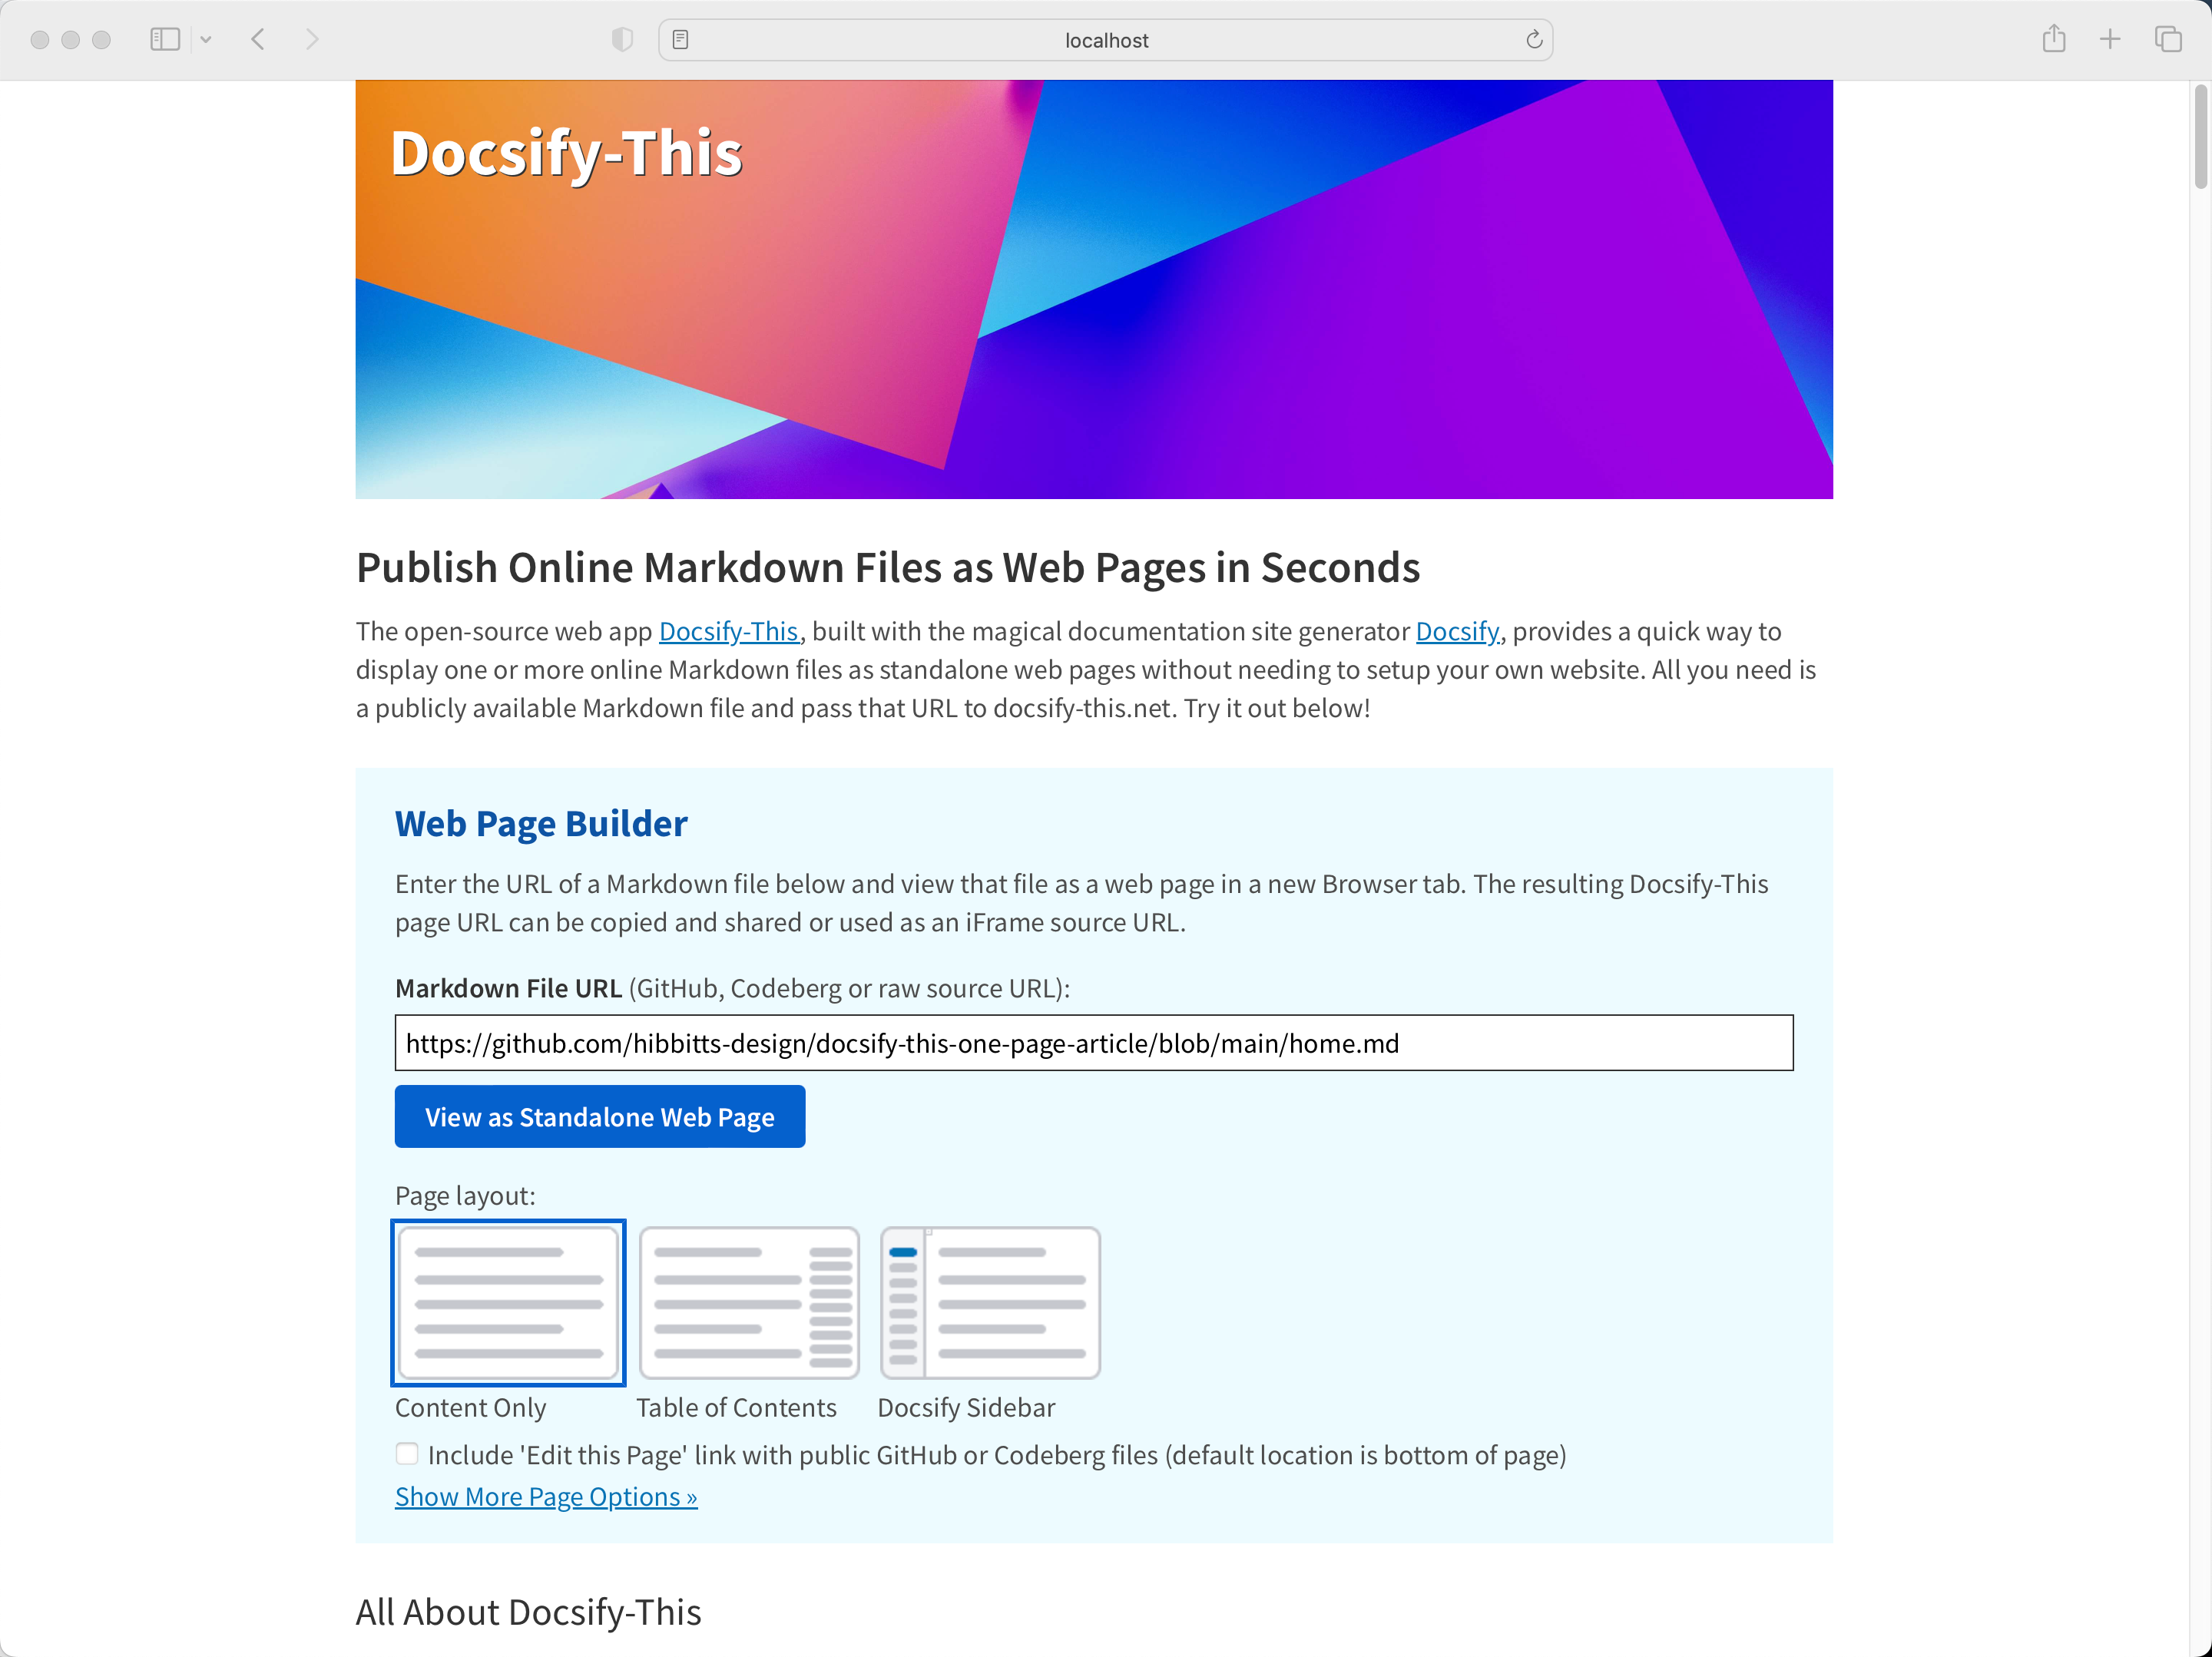 localhost
Docsify-This
Publish Online Markdown Files as Web Pages in Seconds
The open-source web app Docsify-This, built with the magical documentation site generator Docsify, provides a quick way to
display one or more online Markdown files as standalone web pages without needing to setup your own website. All you need is
a publicly available Markdown file and pass that URL to docsify-this.net. Try it out below!
Web Page Builder
Enter the URL of a Markdown file below and view that file as a web page in a new Browser tab. The resulting Docsify-This
page URL can be copied and shared or used as an iFrame source URL.
Markdown File URL (GitHub, Codeberg or raw source URL):
https://github.com/hibbitts-design/docsify-this-one-page-article/blob/main/home.md
View as Standalone Web Page
Page layout:
Content Only
Table of Contents
Docsify Sidebar
Include 'Edit this Page' link with public GitHub or Codeberg files (default location is bottom of page)
Show More Page Options »
All About Docsify-This